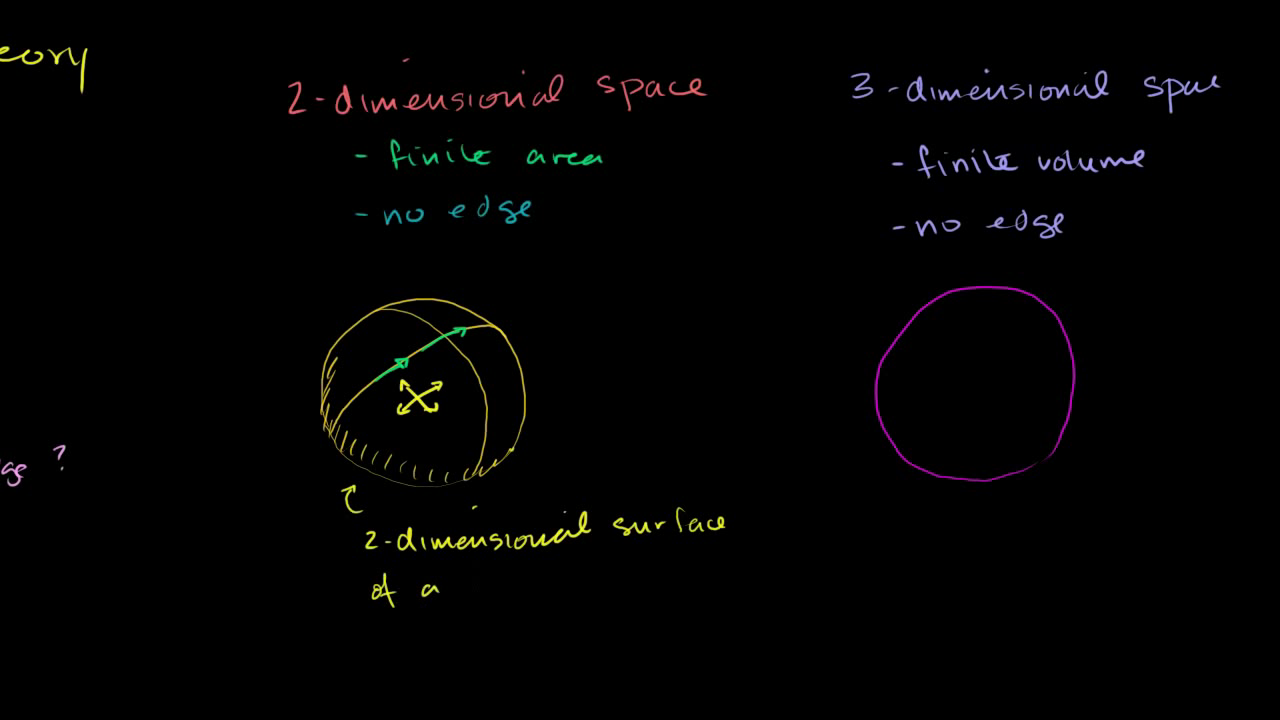 eory
2-dimensional space
- finite area
- no edge
3-dimensional spac
- finite volume
- no edge
ge ?
2-dimensional surface
of a